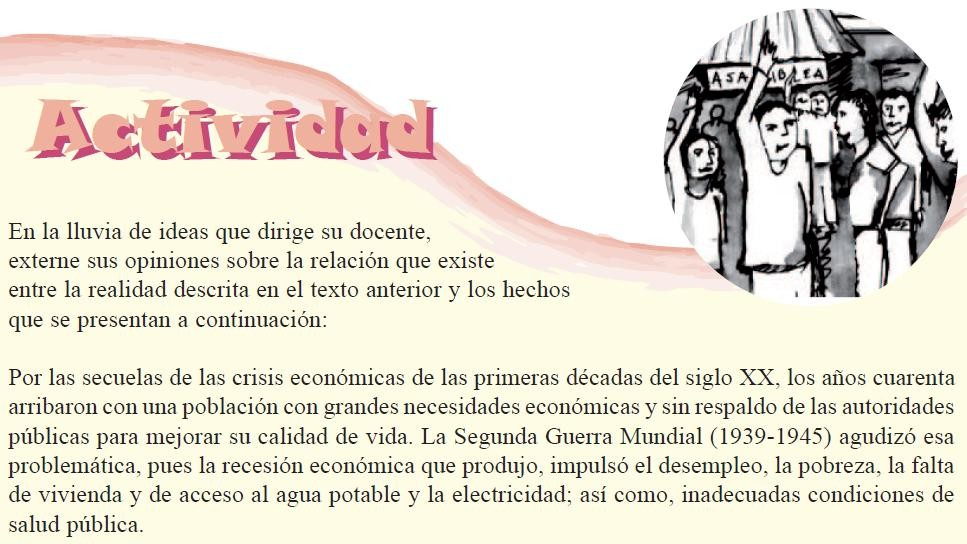 ASAMBLEA
Actividad
En la lluvia de ideas que dirige su docente,
externe sus opiniones sobre la relación que existe
entre la realidad descrita en el texto anterior y los hechos
que se presentan a continuación:
Por las secuelas de las crisis económicas de las primeras décadas del siglo XX, los años cuarenta
arribaron con una población con grandes necesidades económicas y sin respaldo de las autoridades
públicas para mejorar su calidad de vida. La Segunda Guerra Mundial (1939-1945) agudizó esa
problemática, pues la recesión económica que produjo, impulsó el desempleo, la pobreza, la falta
de vivienda y de acceso al agua potable y la electricidad; así como, inadecuadas condiciones de
salud pública.